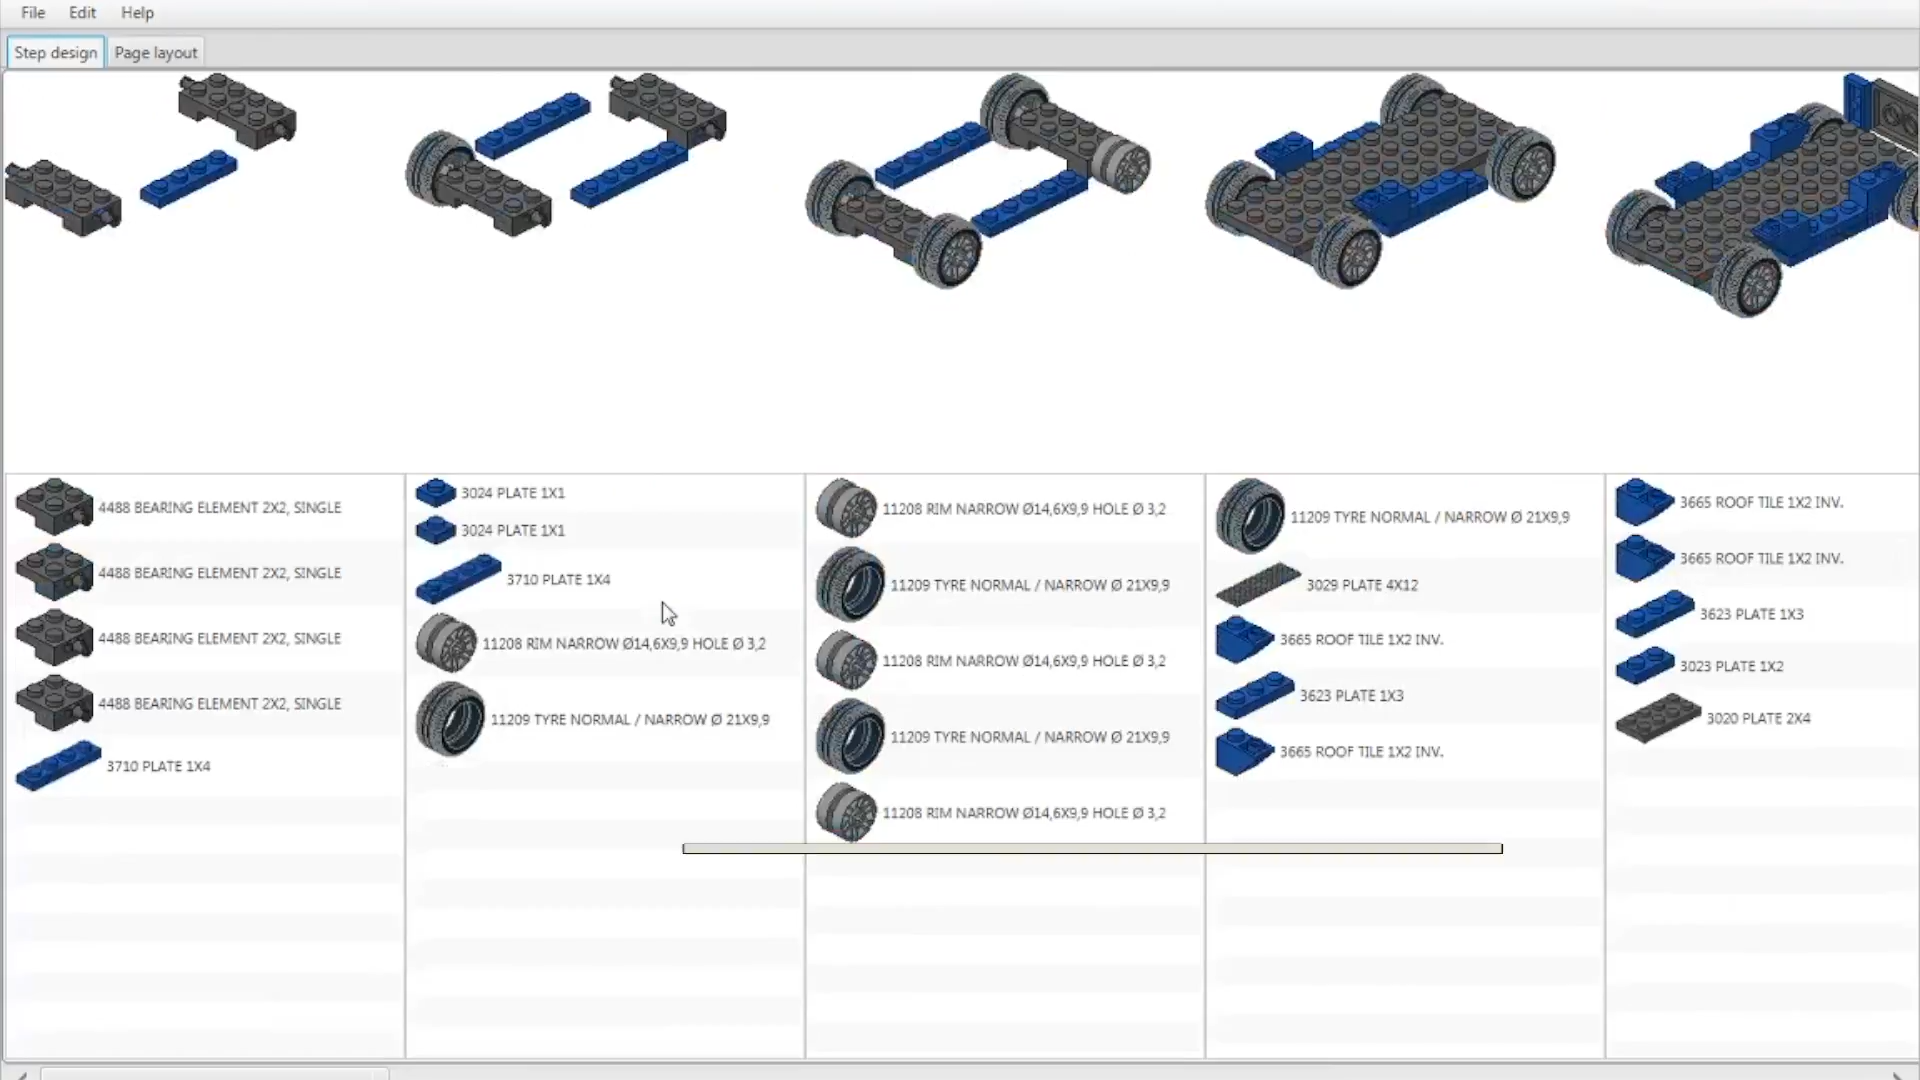 File Edit Help
Step design Page layout
4488 BEARING ELEMENT 2X2, SINGLE
4488 BEARING ELEMENT 2X2, SINGLE
4488 BEARING ELEMENT 2X2, SINGLE
4488 BEARING ELEMENT 2X2, SINGLE
3710 PLATE 1X4
3024 PLATE 1X1
3024 PLATE 1X1
3710 PLATE 1X4
11208 RIM NARROW Ø14,6X9,9 HOLE Ø 3,2
11209 TYRE NORMAL / NARROW Ø 21X9,9
11208 RIM NARROW Ø14,6X9,9 HOLE Ø 3,2
11209 TYRE NORMAL / NARROW Ø 21X9,9
11208 RIM NARROW Ø14,6X9,9 HOLE Ø 3,2
11209 TYRE NORMAL / NARROW Ø 21X9,9
11208 RIM NARROW Ø14,6X9,9 HOLE Ø 3,2
11209 TYRE NORMAL / NARROW Ø 21X9,9
3029 PLATE 4X12
3665 ROOF TILE 1X2 INV.
3623 PLATE 1X3
3665 ROOF TILE 1X2 INV.
3665 ROOF TILE 1X2 INV.
3665 ROOF TILE 1X2 INV.
3623 PLATE 1X3
3023 PLATE 1X2
3020 PLATE 2X4